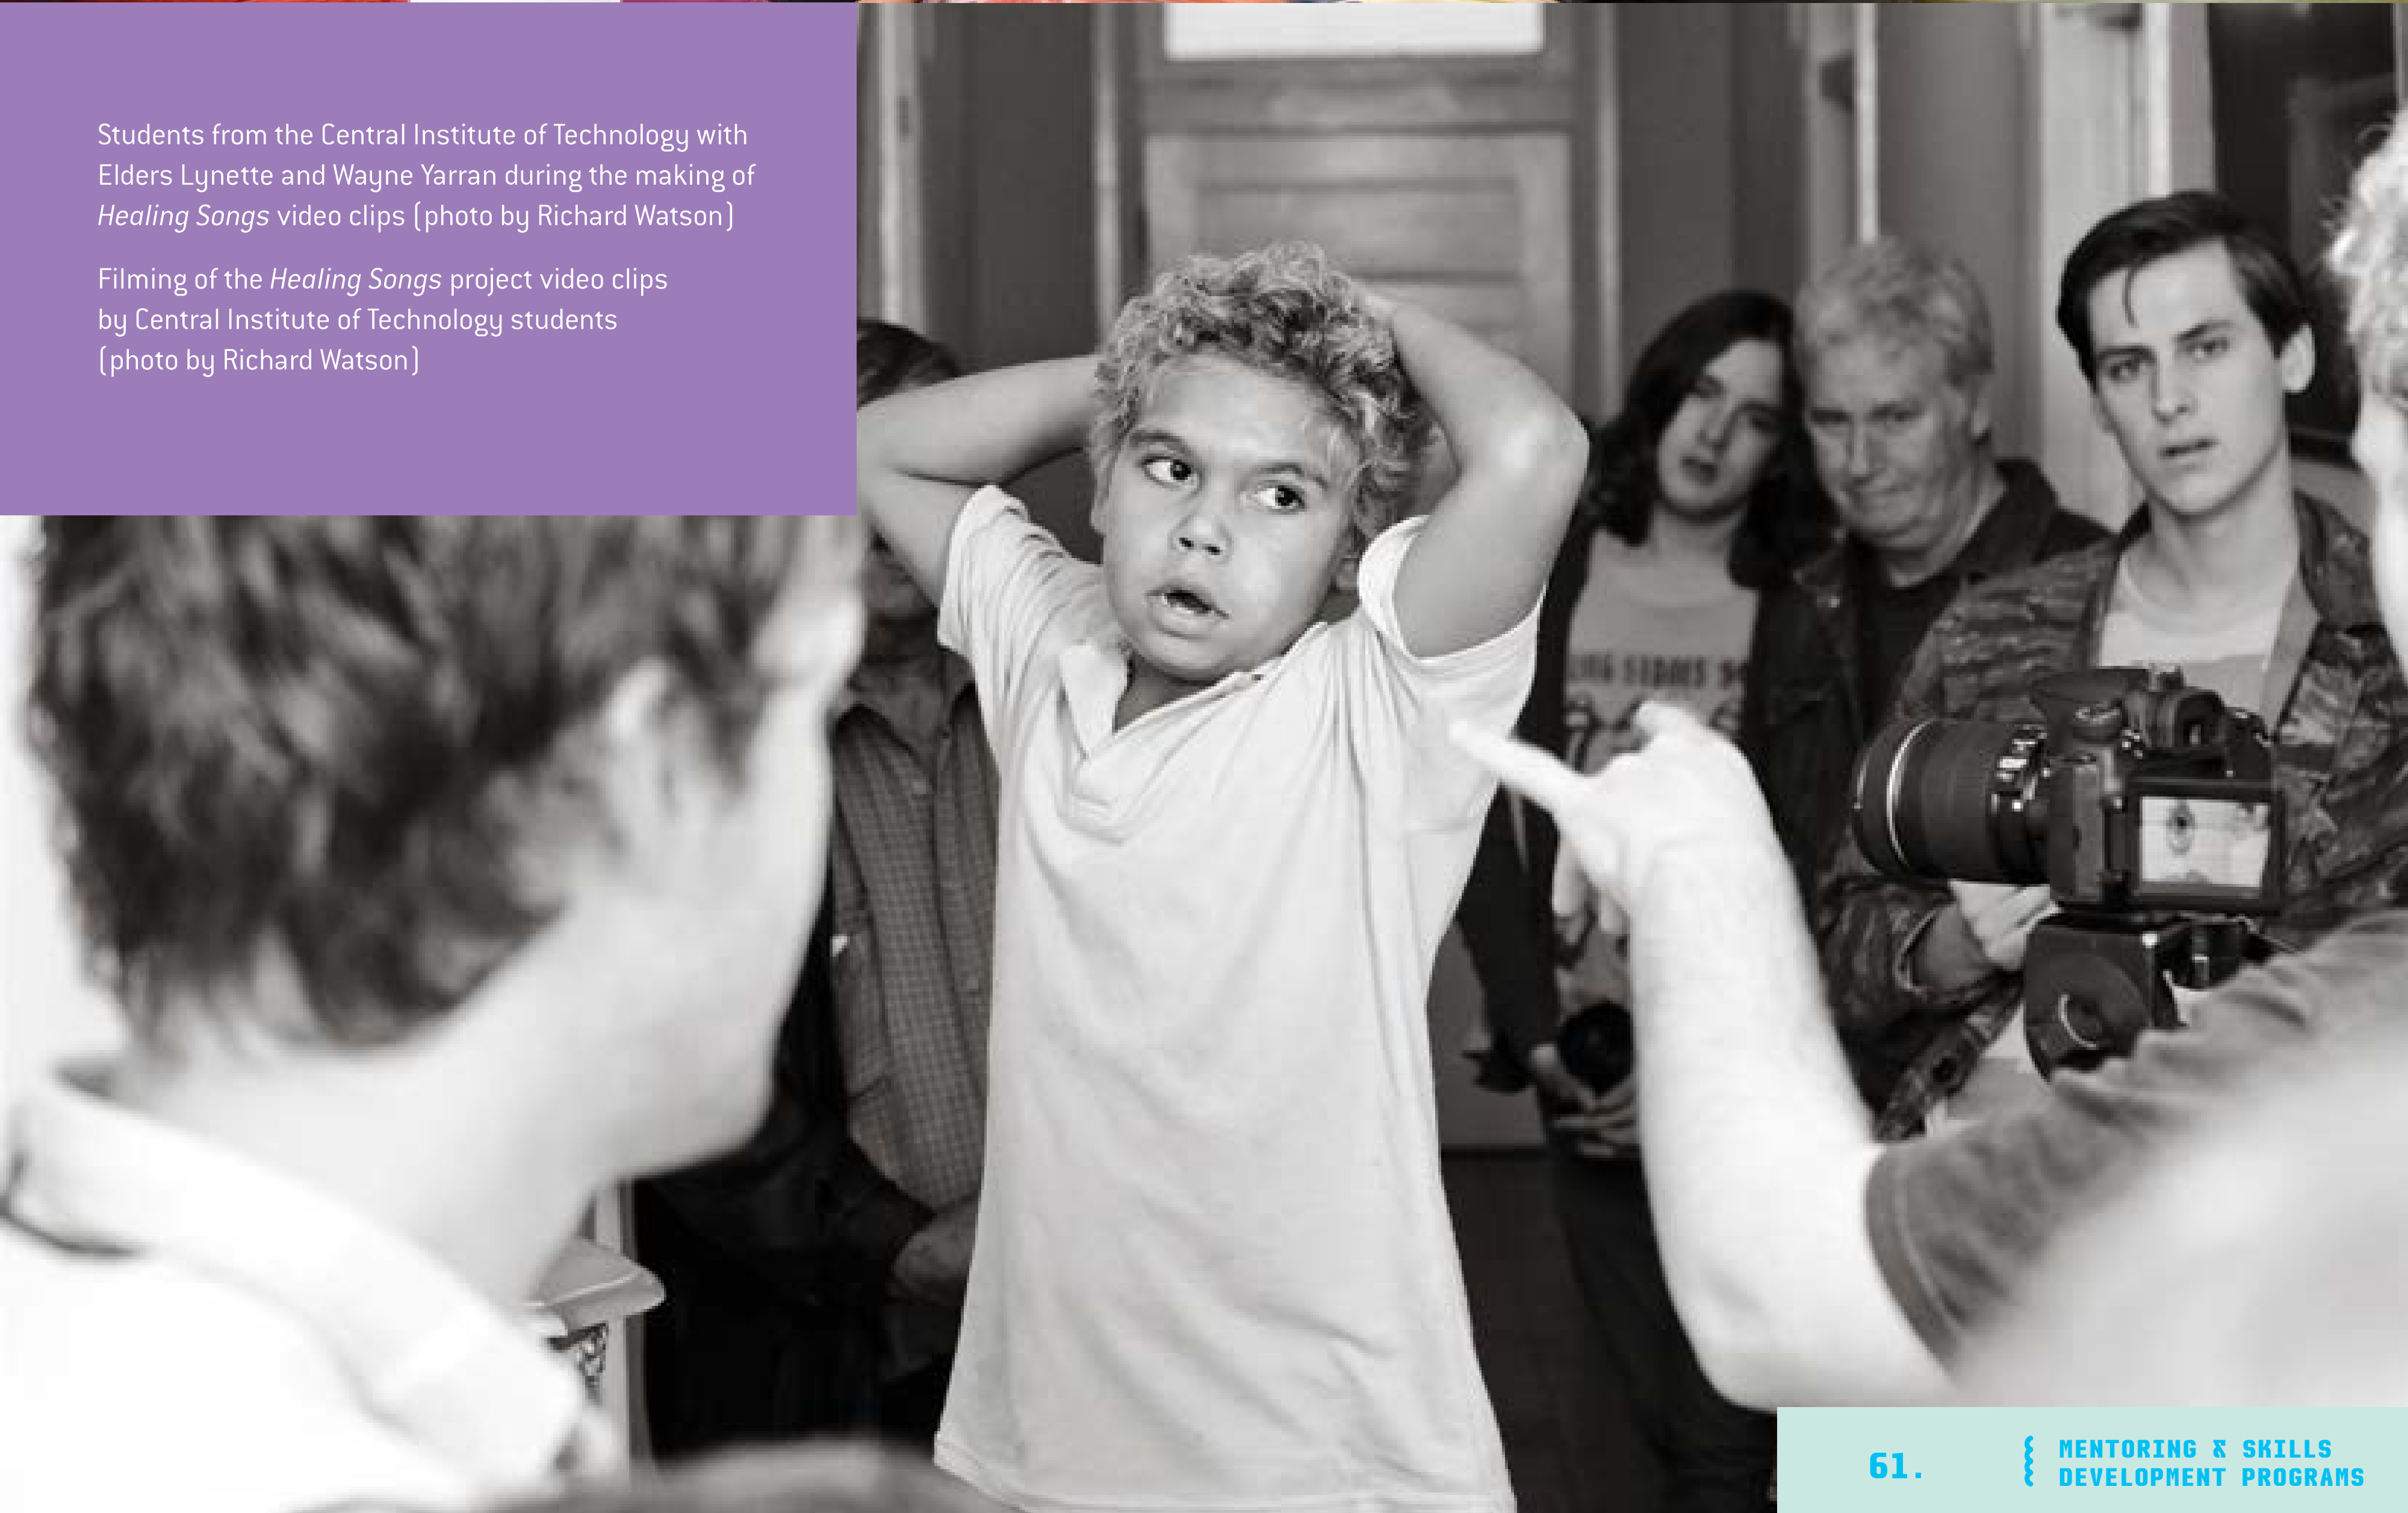 Students from the Central Institute of Technology with
Elders Lynette and Wayne Yarran during the making of
Healing Songs video clips (photo by Richard Watson)
Filming of the Healing Songs project video clips
by Central Institute of Technology students
(photo by Richard Watson)
61.
MENTORING & SKILLS
DEVELOPMENT PROGRAMS